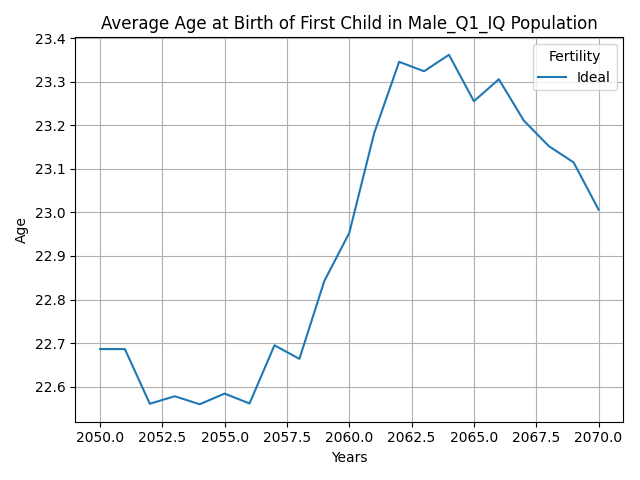 Average Age at Birth of First Child in Male_Q1_IQ Population
Fertility
Ideal
Age
23.4
23.3
23.2
23.1
23.0
22.9
22.8
22.7
22.6
2050.0 2052.5 2055.0 2057.5 2060.0 2062.5 2065.0 2067.5 2070.0
Years